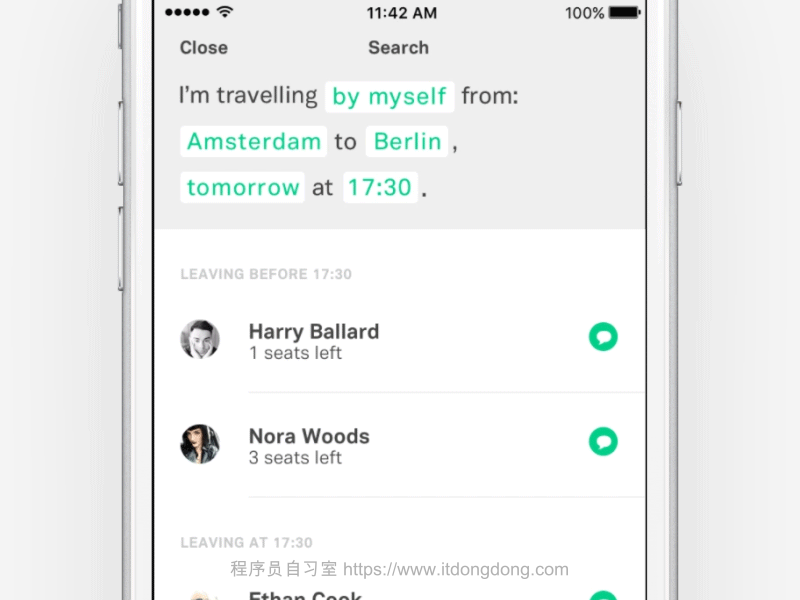 11:42 AM
100%
Close
Search
I'm travelling by myself from:
Amsterdam to Berlin ,
tomorrow at 17:30 .
LEAVING BEFORE 17:30
Harry Ballard
1 seats left
Nora Woods
3 seats left
LEAVING AT 17:30
程序员自习室 https://www.itdongdong.com
Ethan Cook